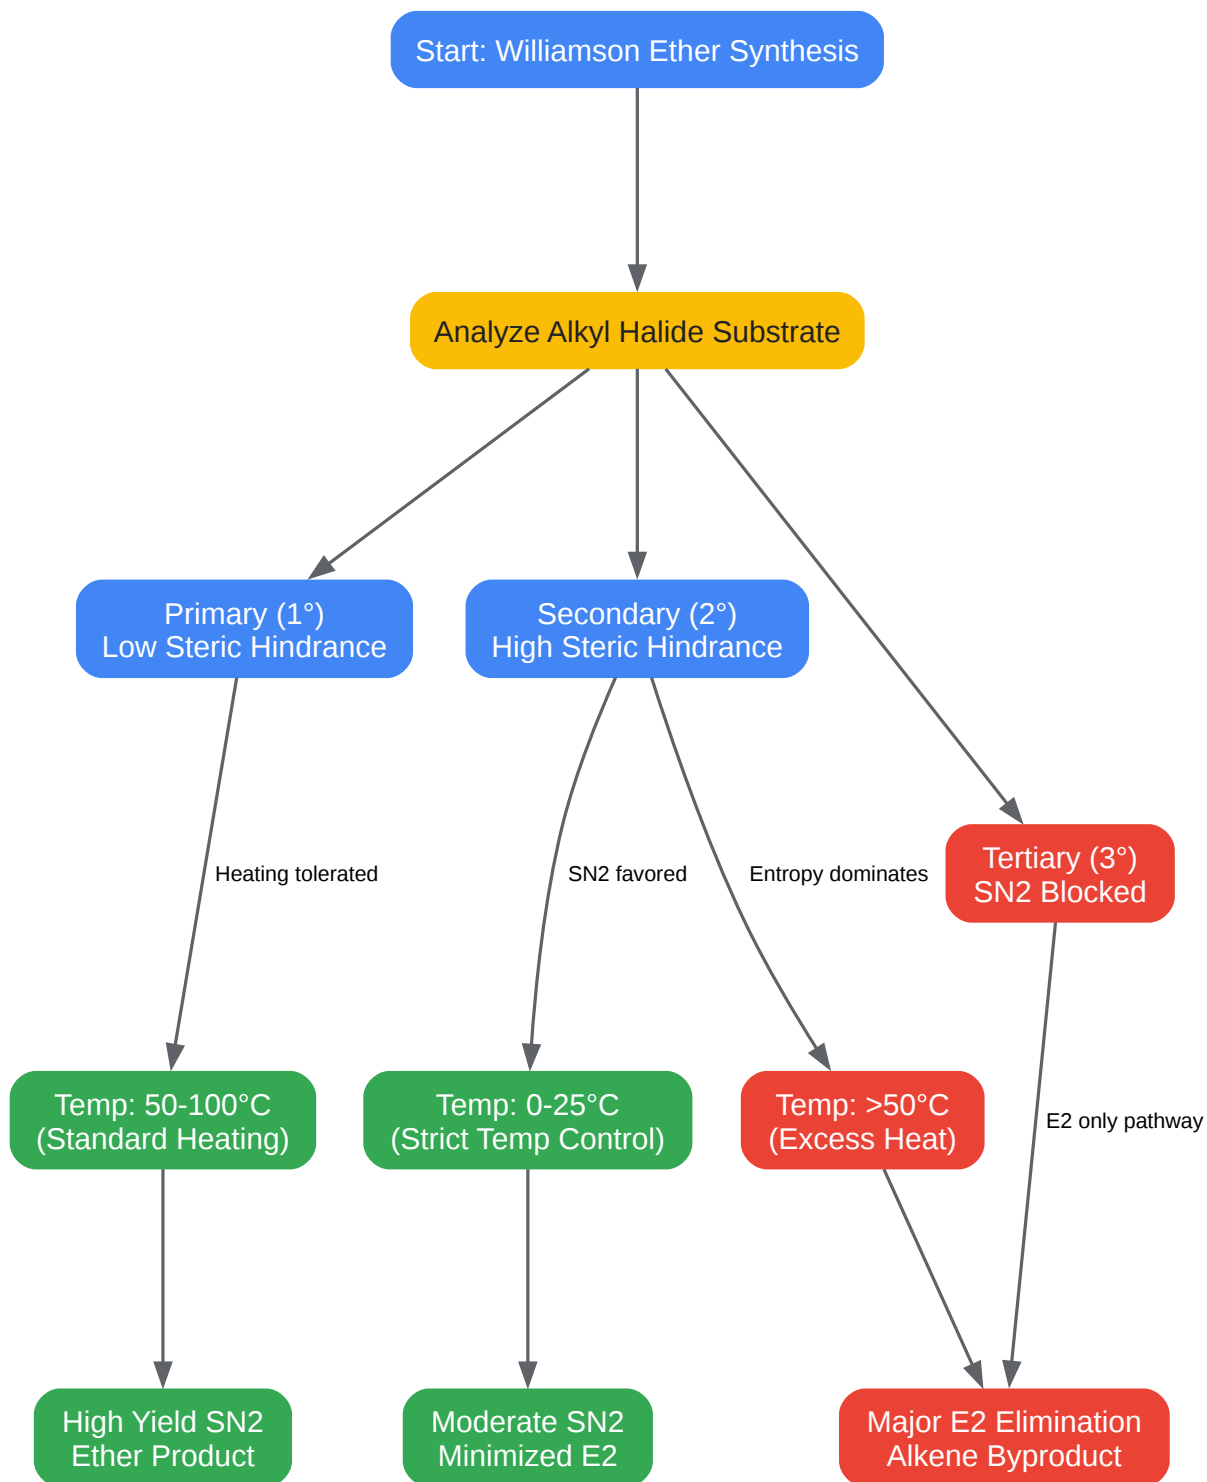 Start: Williamson Ether Synthesis
Analyze Alkyl Halide Substrate
Primary (1°)
Low Steric Hindrance
Secondary (2°)
High Steric Hindrance
Tertiary (3°)
SN2 Blocked
Heating tolerated
SN2 favored
Entropy dominates
E2 only pathway
Temp: 50-100°C
(Standard Heating)
Temp: 0-25°C
(Strict Temp Control)
Temp: >50°C
(Excess Heat)
High Yield SN2
Ether Product
Moderate SN2
Minimized E2
Major E2 Elimination
Alkene Byproduct